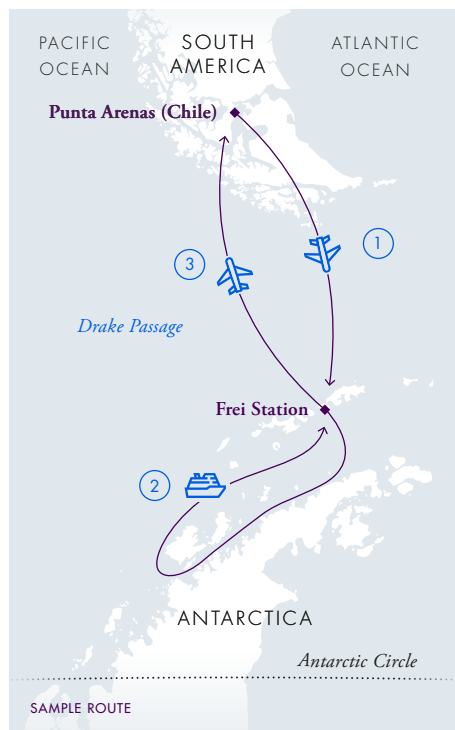 PACIFIC
OCEAN
SOUTH
AMERICA
ATLANTIC
OCEAN
Punta Arenas (Chile)
1
3
Drake Passage
Frei Station
2
ANTARCTICA
Antarctic Circle
SAMPLE ROUTE